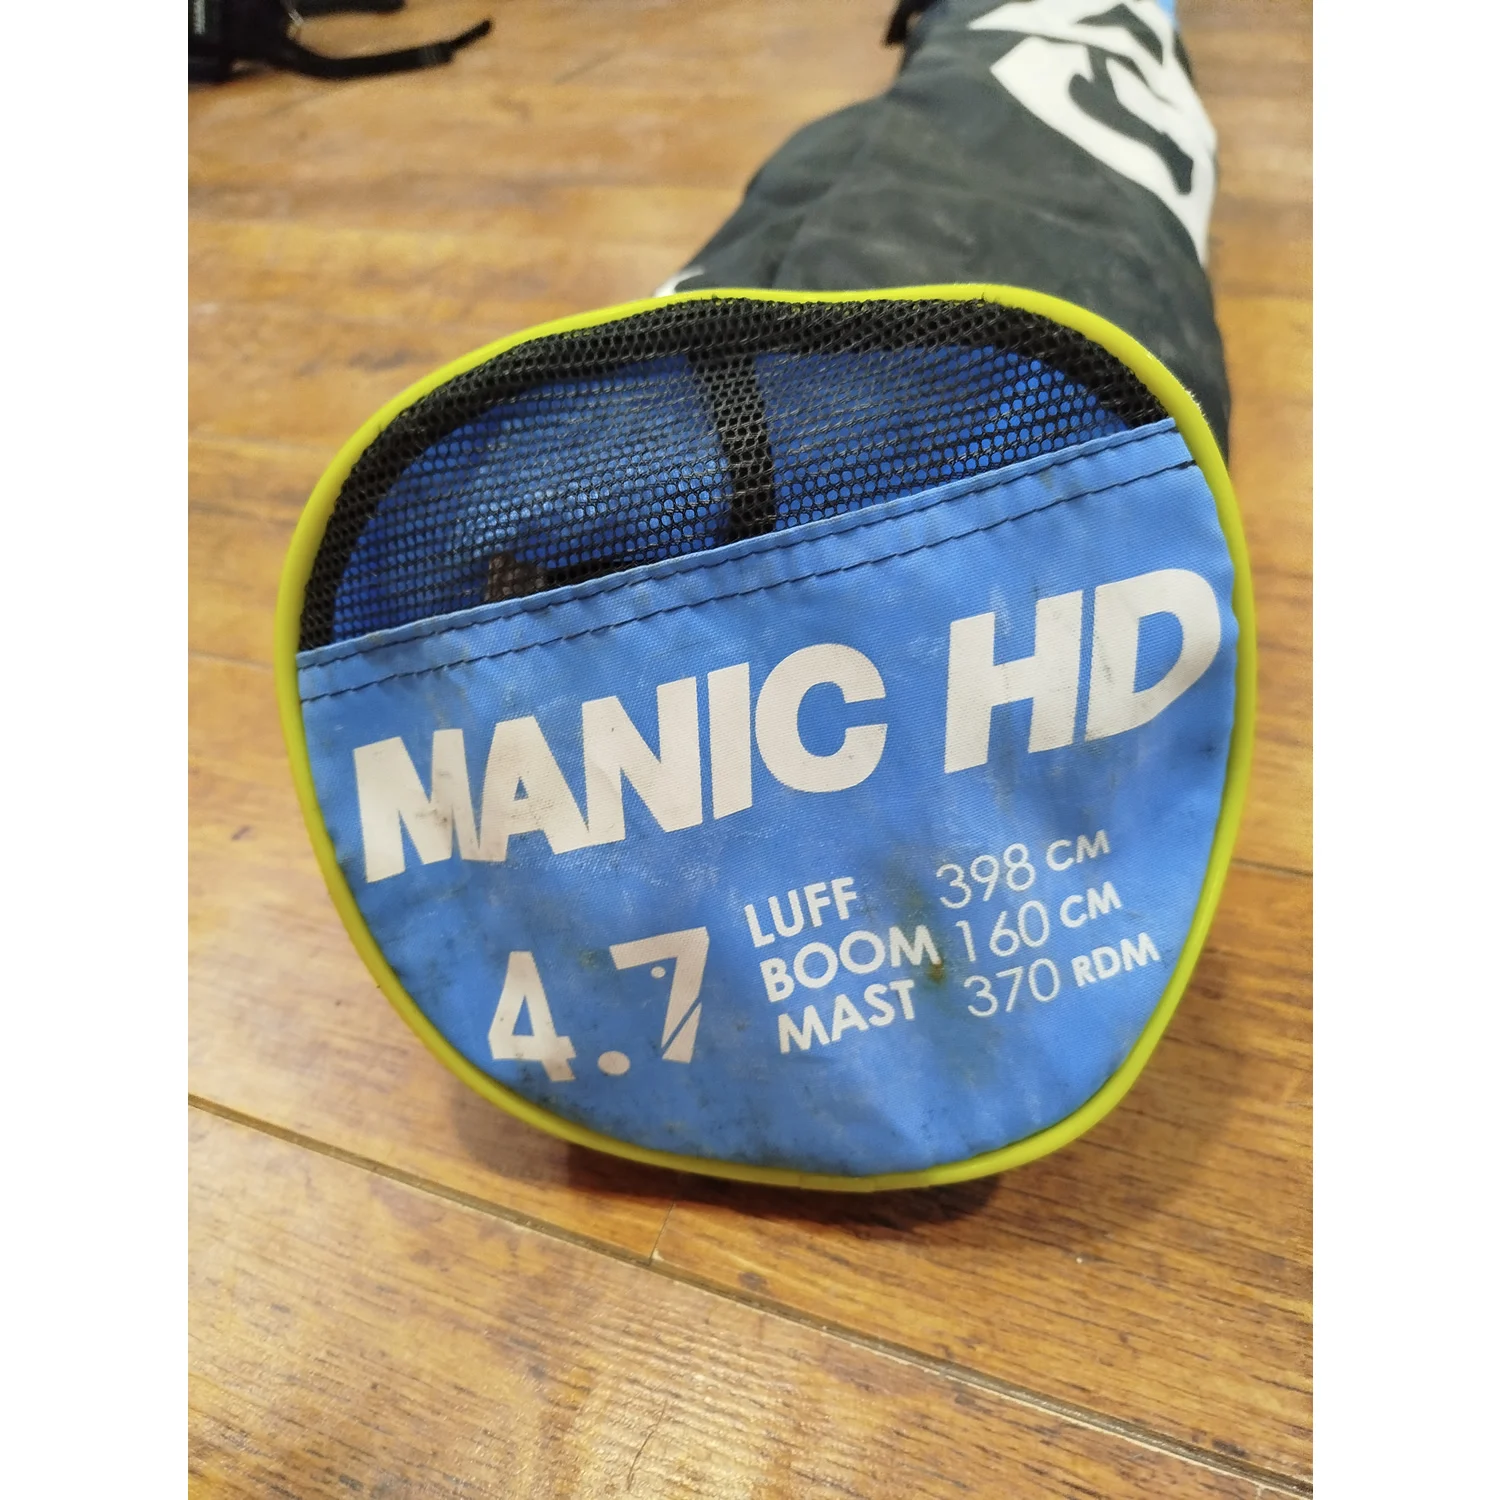 MANIC HD
4.7
LUFF 398 CM
BOOM 160 CM
MAST 370 RDM